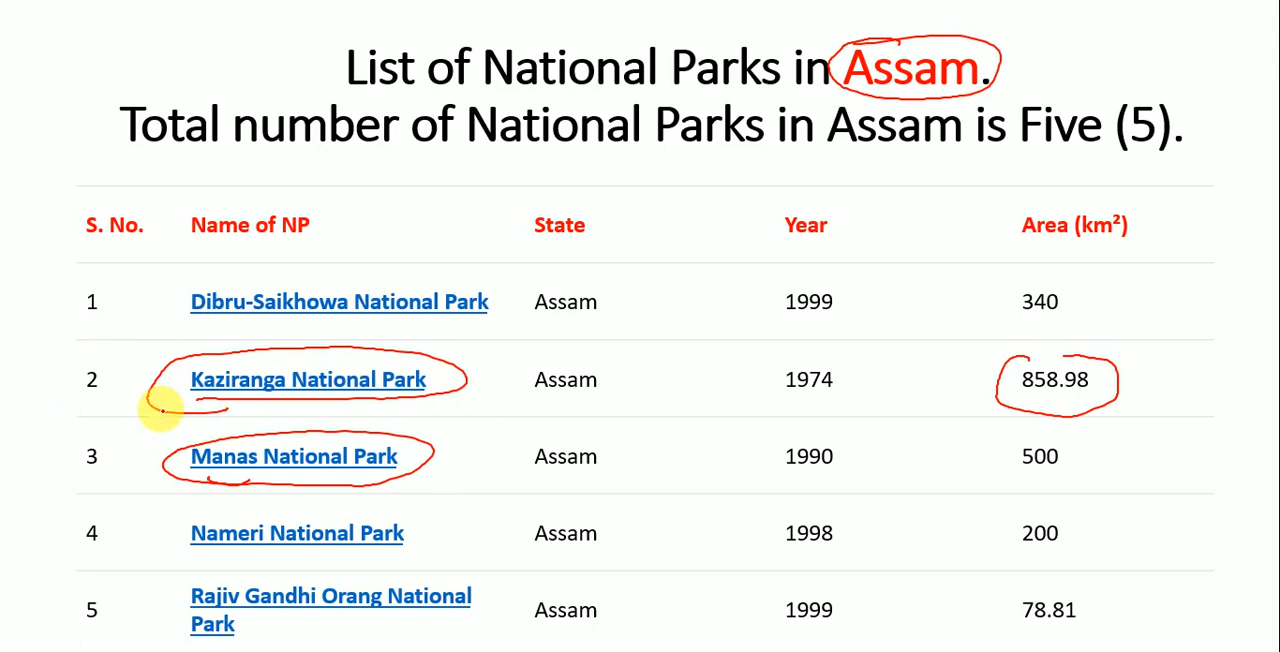 List of National Parks in Assam.
Total number of National Parks in Assam is Five (5).
S. No. Name of NP State Year Area (km²)
1 Dibru-Saikhowa National Park Assam 1999 340
2 Kaziranga National Park Assam 1974 858.98
3 Manas National Park Assam 1990 500
4 Nameri National Park Assam 1998 200
5 Rajiv Gandhi Orang National Park Assam 1999 78.81